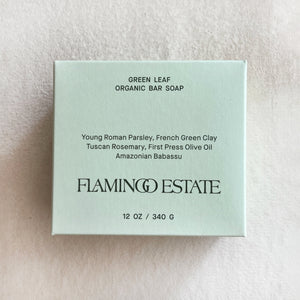 GREEN LEAF
ORGANIC BAR SOAP
Young Roman Parsley, French Green Clay
Tuscan Rosemary, First Press Olive Oil
Amazonian Babassu
FLAMINGO ESTATE
12 OZ / 340 G